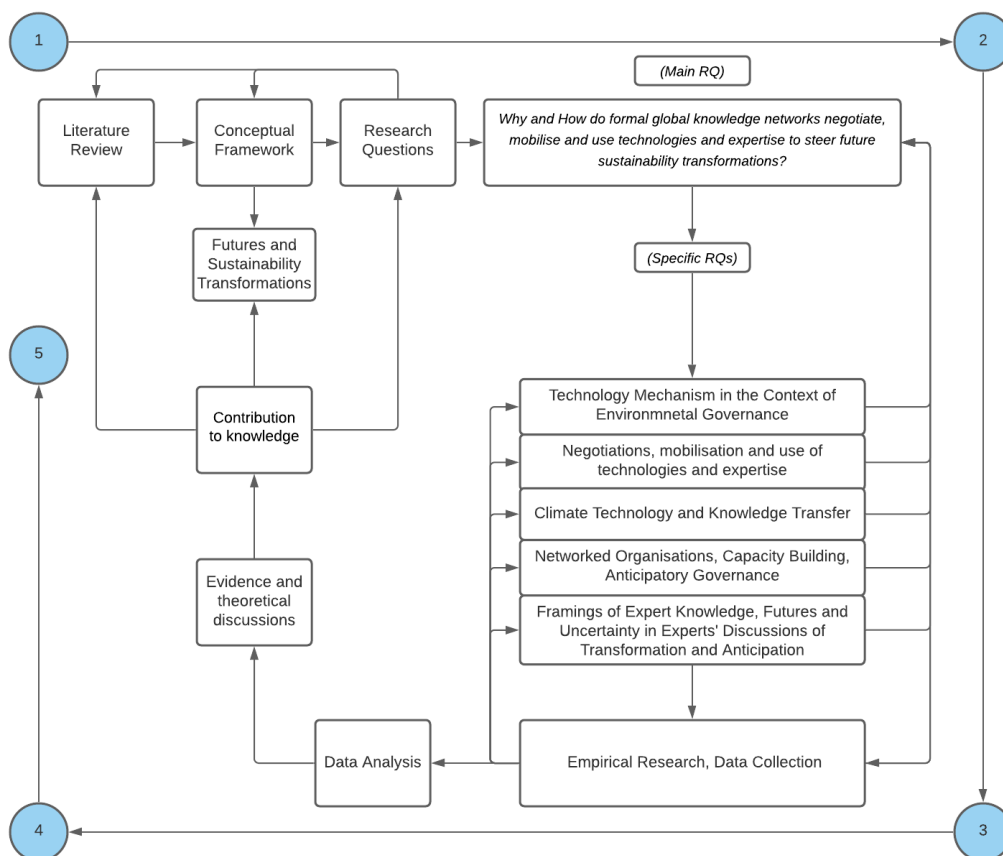 1
2
(Main RQ)
Literature
Review
Conceptual
Framework
Research
Questions
Why and How do formal global knowledge networks negotiate,
mobilise and use technologies and expertise to steer future
sustainability transformations?
Futures and
Sustainability
Transformations
(Specific RQs)
5
Contribution
to knowledge
Technology Mechanism in the Context of
Environmnetal Governance
Negotiations, mobilisation and use of
technologies and expertise
Climate Technology and Knowledge Transfer
Networked Organisations, Capacity Building,
Anticipatory Governance
Evidence and
theoretical
discussions
Framings of Expert Knowledge, Futures and
Uncertainty in Experts' Discussions of
Transformation and Anticipation
Data Analysis
Empirical Research, Data Collection
4
3